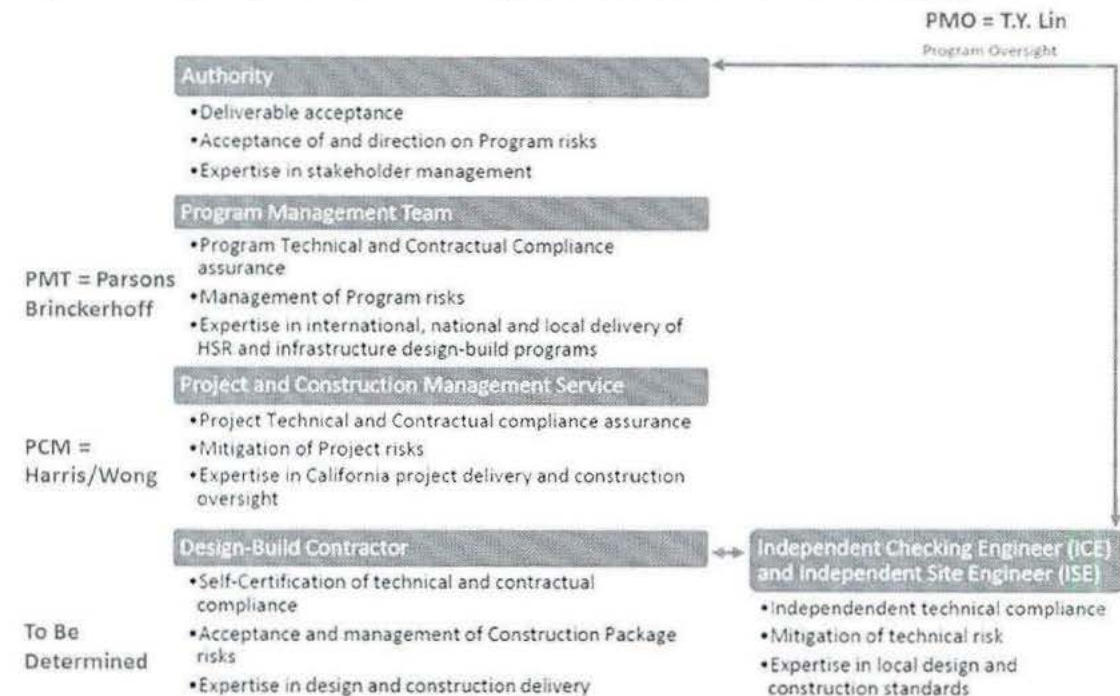 PMO = T.Y. Lin
Program Oversight
Authority
•Deliverable acceptance
•Acceptance of and direction on Program risks
•Expertise in stakeholder management
Program Management Team
•Program Technical and Contractual Compliance
assurance
•Management of Program risks
•Expertise in international, national and local delivery of
HSR and infrastructure design-build programs
PMT = Parsons
Brinckerhoff
Project and Construction Management Service
•Project Technical and Contractual compliance assurance
•Mitigation of Project risks
•Expertise in California project delivery and construction
oversight
PCM =
Harris/Wong
Design-Build Contractor
•Self-Certification of technical and contractual
compliance
•Acceptance and management of Construction Package
risks
•Expertise in design and construction delivery
To Be
Determined
Independent Checking Engineer (ICE)
and Independent Site Engineer (ISE)
•Independendent technical compliance
•Mitigation of technical risk
•Expertise in local design and
construction standards